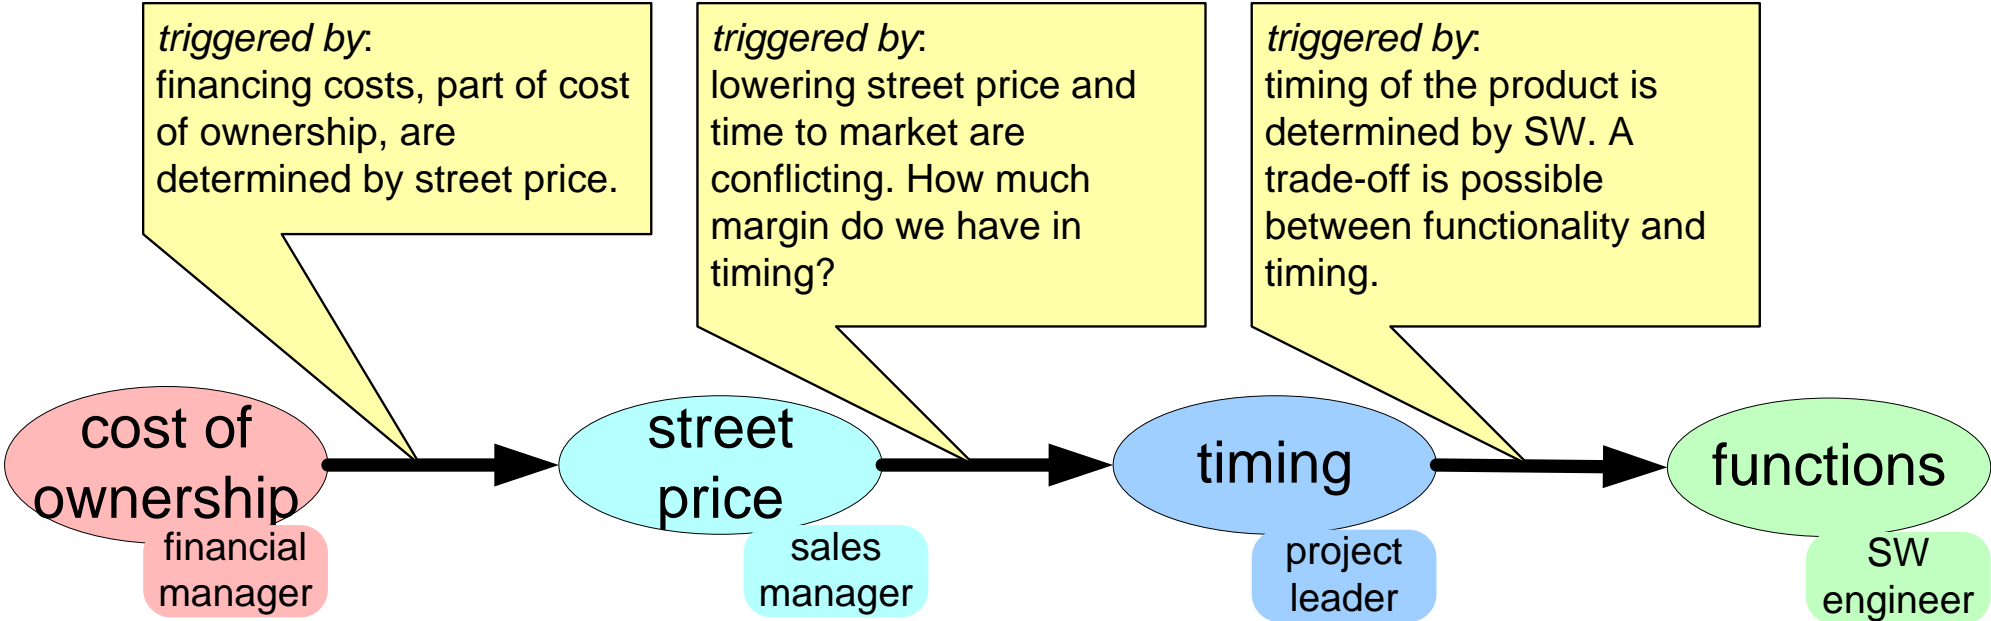 triggered by:
financing costs, part of cost
of ownership, are
determined by street price.
triggered by:
lowering street price and
time to market are
conflicting. How much
margin do we have in
timing?
triggered by:
timing of the product is
determined by SW. A
trade-off is possible
between functionality and
timing.
cost of
ownership
financial
manager
street
price
sales
manager
timing
project
leader
functions
SW
engineer